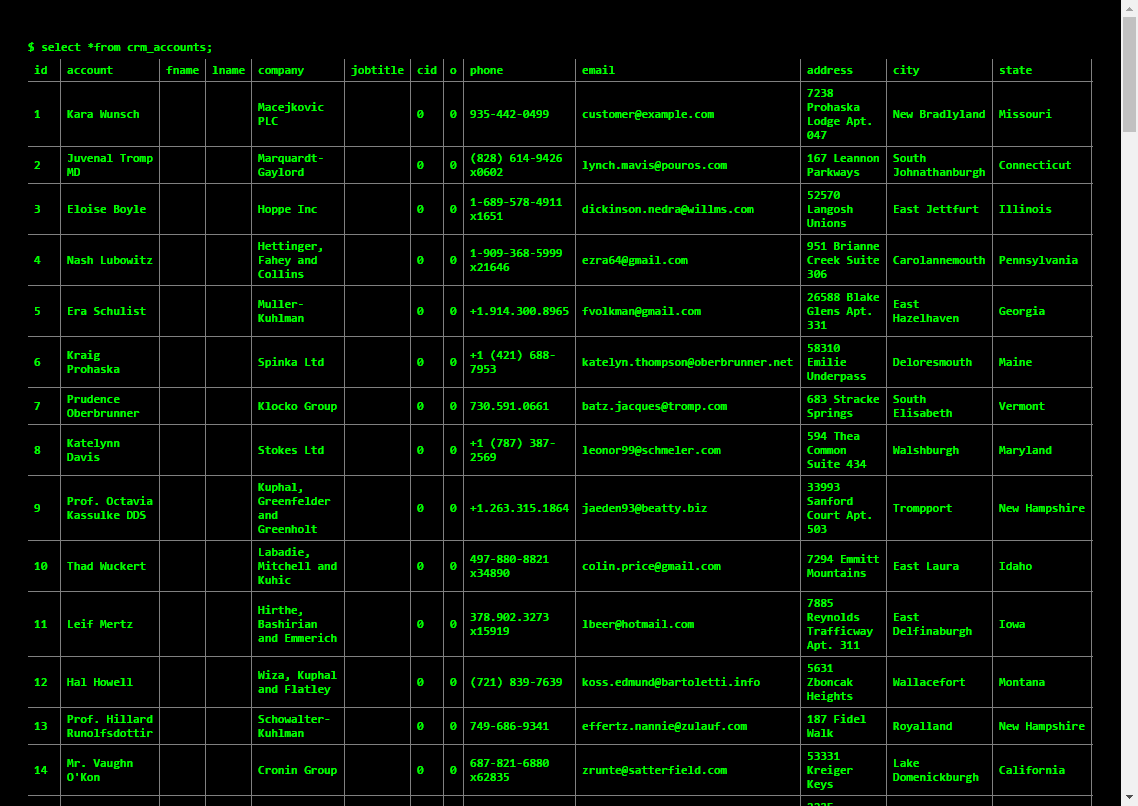 $ select *from crm_accounts;
id account fname lname company jobtitle cid o phone email address city state
1 Kara Wunsch Macejkovic PLC 0 0 935-442-0499 customer@example.com 7238 Prohaska Lodge Apt. 047 New Bradlyland Missouri
2 Juvenal Tromp MD Marquardt-Gaylord 0 0 (828) 614-9426 x0602 lynch.mavis@pouros.com 167 Leannon Parkways South Johnathanburgh Connecticut
3 Eloise Boyle Hoppe Inc 0 0 1-689-578-4911 x1651 dickinson.nedra@willms.com 52570 Langosh Unions East Jettfurt Illinois
4 Nash Lubowitz Hettinger, Fahey and Collins 0 0 1-909-368-5999 x21646 ezra64@gmail.com 951 Brianne Creek Suite 306 Carolannemouth Pennsylvania
5 Era Schulist Muller-Kuhlman 0 0 +1.914.300.8965 fvolkman@gmail.com 26588 Blake Glens Apt. 331 East Hazelhaven Georgia
6 Kraig Prohaska Spinka Ltd 0 0 +1 (421) 688-7953 katelyn.thompson@oberbrunner.net 58310 Emilie Underpass Deloresmouth Maine
7 Prudence Oberbrunner Klocko Group 0 0 730.591.0661 batz.jacques@tromp.com 683 Stracke Springs South Elisabeth Vermont
8 Katelynn Davis Stokes Ltd 0 0 +1 (787) 387-2569 leonor99@schmeler.com 594 Thea Common Suite 434 Walshburgh Maryland
9 Prof. Octavia Kassulke DDS Kuphal, Greenfelder and Greenholt 0 0 +1.263.315.1864 jaeden93@beatty.biz 33993 Sanford Court Apt. 503 Trompport New Hampshire
10 Thad Wuckert Labadie, Mitchell and Kuhic 0 0 497-880-8821 x34890 colin.price@gmail.com 7294 Emmitt Mountains East Laura Idaho
11 Leif Mertz Hirthe, Bashirian and Emmerich 0 0 378.902.3273 x15919 lbeer@hotmail.com 7885 Reynolds Trafficway Apt. 311 East Delfinaburgh Iowa
12 Hal Howell Wiza, Kuphal and Flatley 0 0 (721) 839-7639 koss.edmund@bartoletti.info 5631 Zboncak Heights Wallacefort Montana
13 Prof. Hillard Runolfsdottir Schowalter-Kuhlman 0 0 749-686-9341 effertz.nannie@zulauf.com 187 Fidel Walk Royalland New Hampshire
14 Mr. Vaughn O'Kon Cronin Group 0 0 687-821-6880 x62835 zrunte@satterfield.com 53331 Kreiger Keys Lake Domenickburgh California